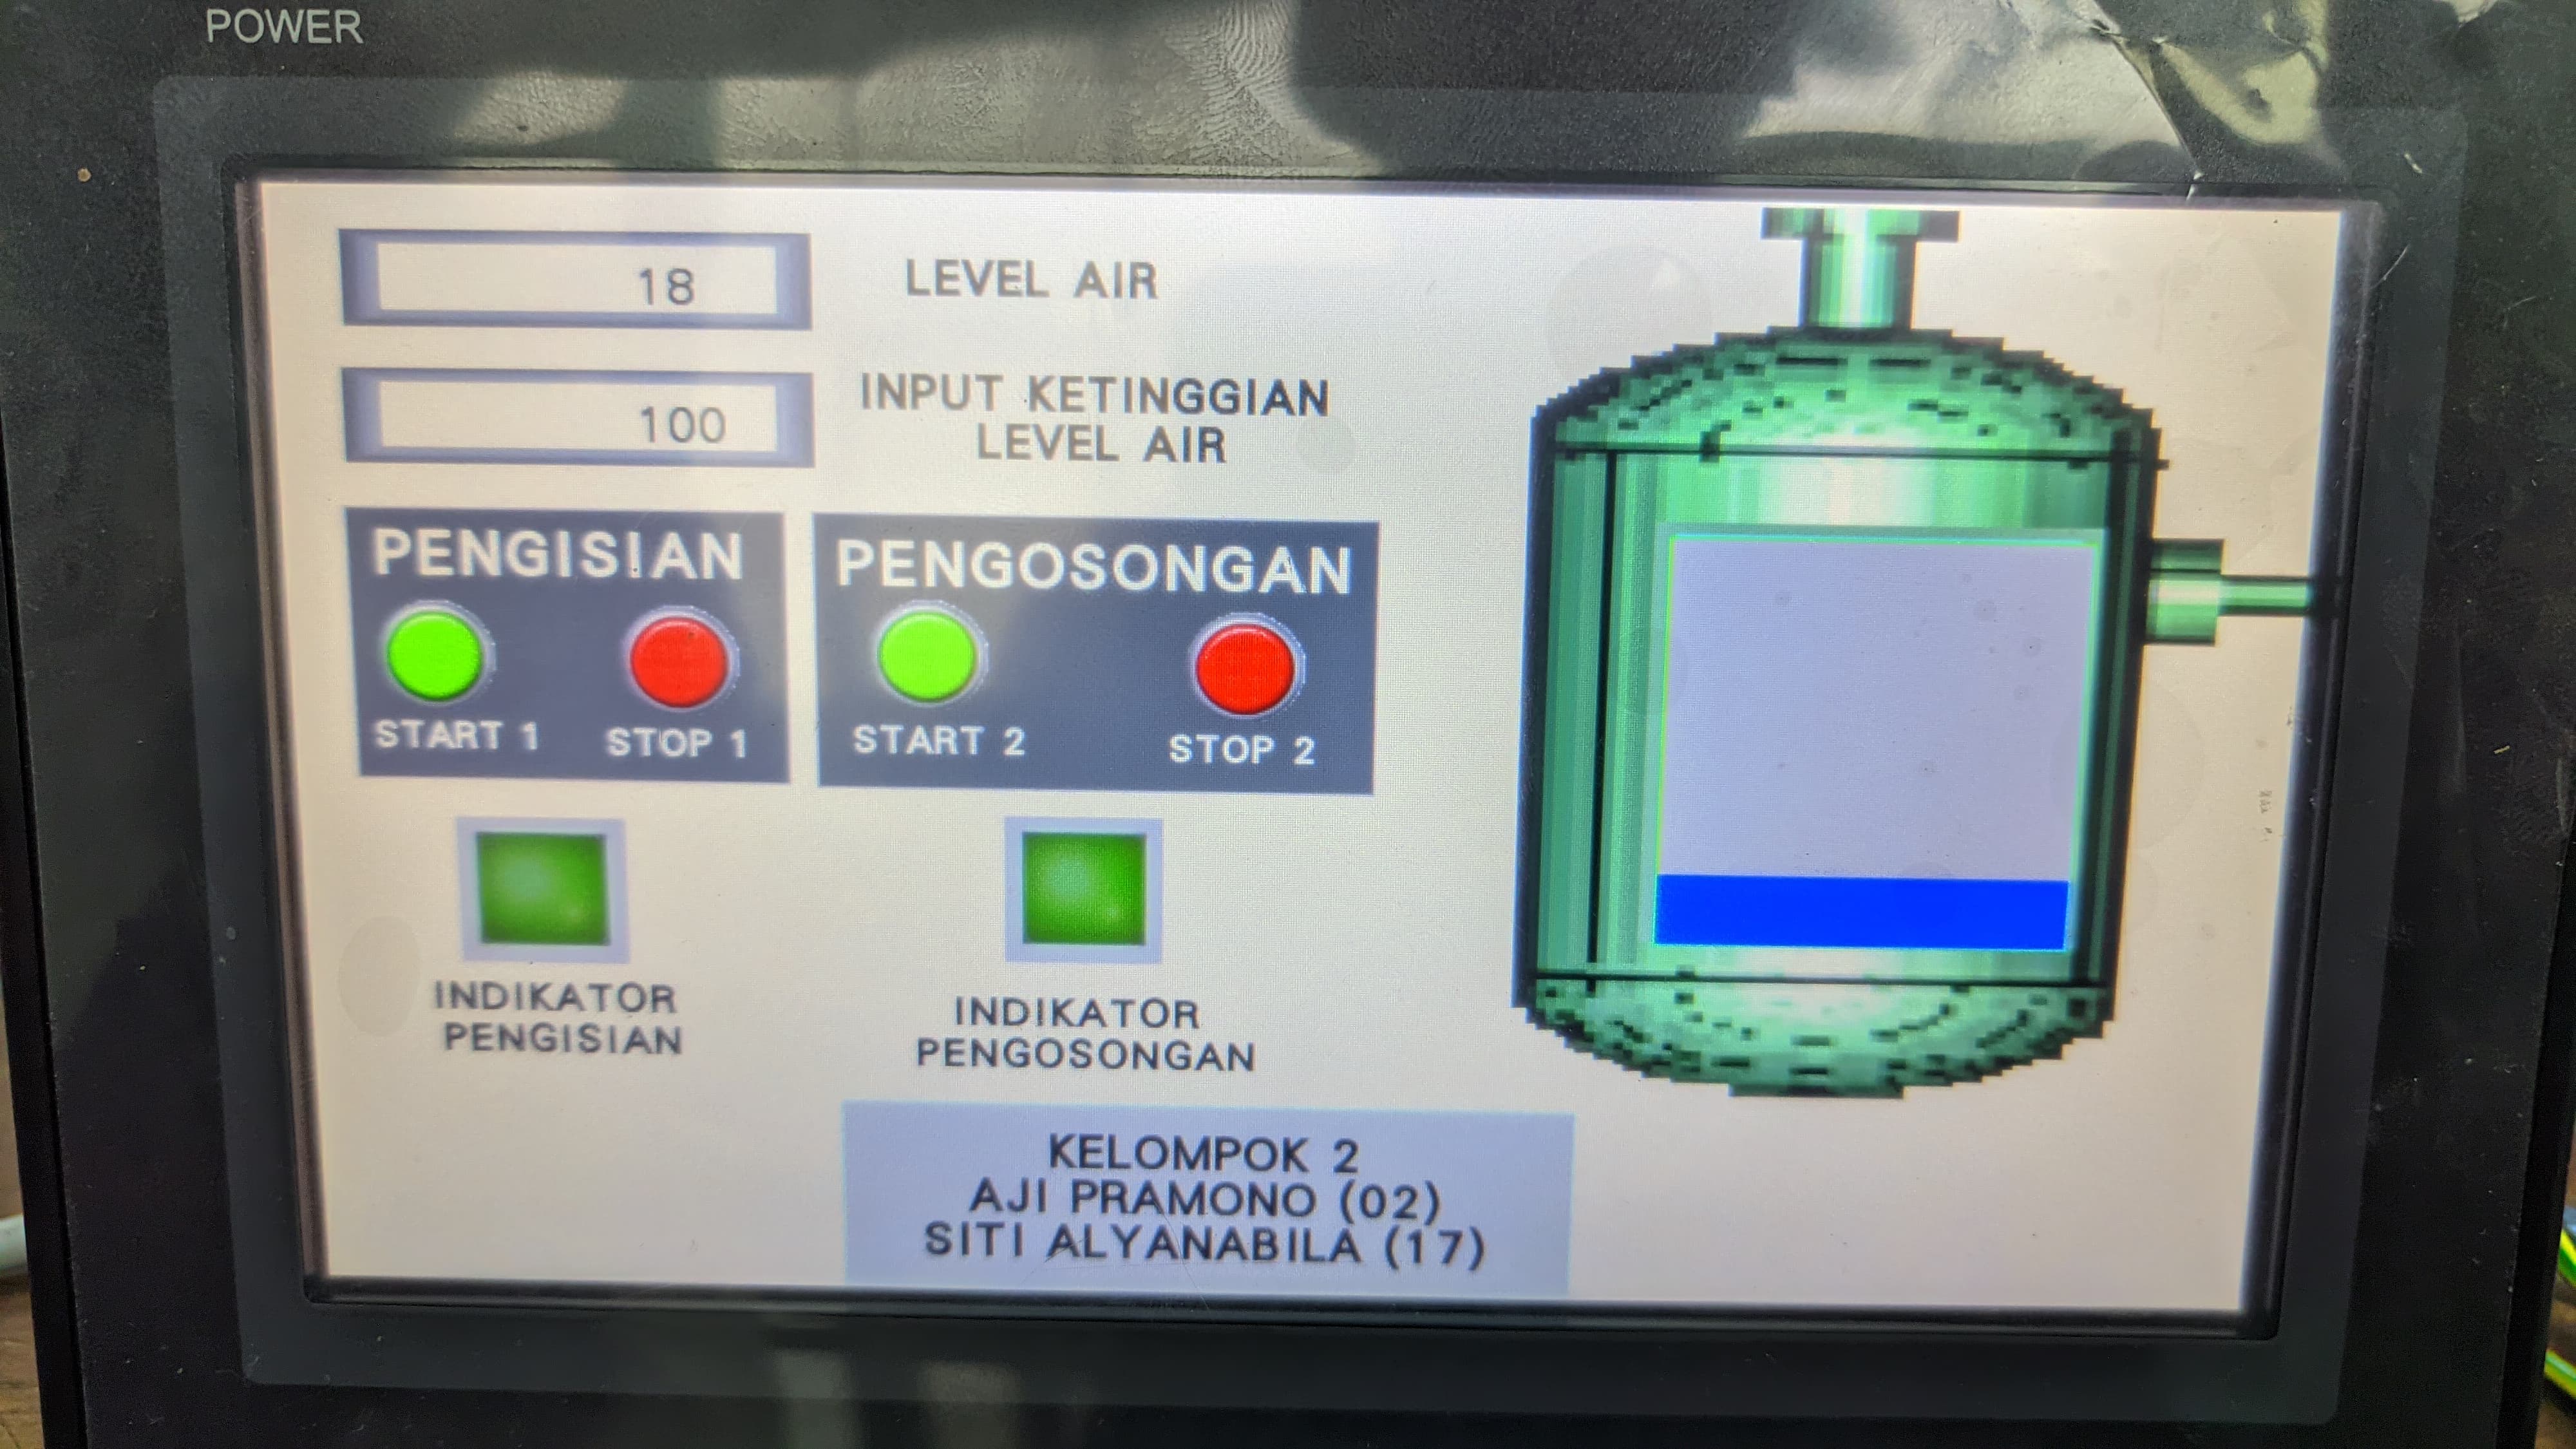 POWER
18
LEVEL AIR
100
INPUT KETINGGIAN
LEVEL AIR
PENGISIAN
START 1
STOP 1
PENGOSONGAN
START 2
STOP 2
INDIKATOR
PENGISIAN
INDIKATOR
PENGOSONGAN
KELOMPOK 2
AJI PRAMONO (02)
SITI ALYANABILA (17)